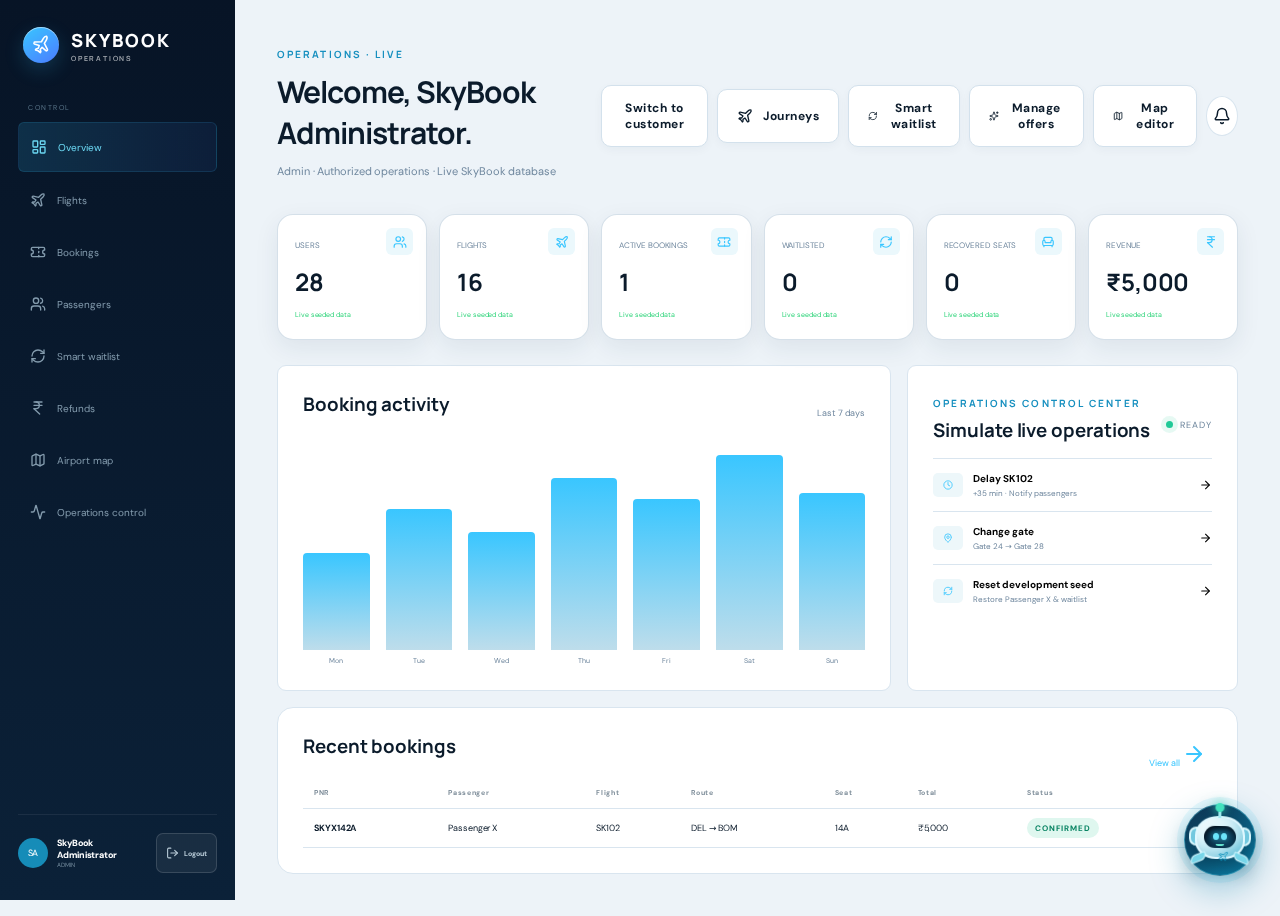 SKYBOOK
OPERATIONS
CONTROL
Overview
Flights
Bookings
Passengers
Smart waitlist
Refunds
Airport map
Operations control
SA
SkyBook
Administrator
ADMIN
Logout
OPERATIONS · LIVE
Welcome, SkyBook
Administrator.
Admin · Authorized operations · Live SkyBook database
Switch to
customer
Journeys
Smart
waitlist
Manage
offers
Map
editor
USERS
28
Live seeded data
FLIGHTS
16
Live seeded data
ACTIVE BOOKINGS
1
Live seeded data
WAITLISTED
0
Live seeded data
RECOVERED SEATS
0
Live seeded data
REVENUE
₹5,000
Live seeded data
Booking activity
Last 7 days
Mon Tue Wed Thu Fri Sat Sun
OPERATIONS CONTROL CENTER
Simulate live operations
READY
Delay SK102
+35 min · Notify passengers
Change gate
Gate 24 → Gate 28
Reset development seed
Restore Passenger X & waitlist
Recent bookings
View all
PNR Passenger Flight Route Seat Total Status
SKYX142A Passenger X SK102 DEL → BOM 14A ₹5,000 CONFIRMED